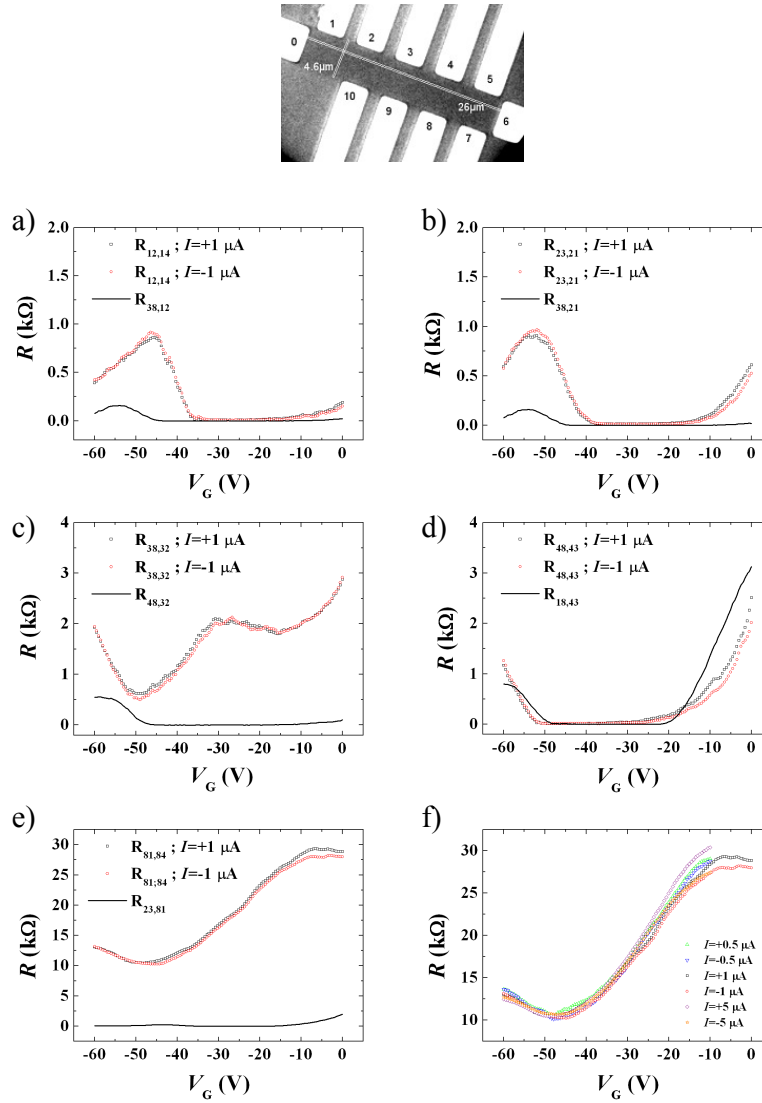 0 1 2 3 4 5
4.6µm
26µm
10 9 8 7 6
a)
R (kΩ)
2.0
1.5
1.0
0.5
0.0
R12,14 ; I=+1 µA
R12,14 ; I=-1 µA
R38,12
-60 -50 -40 -30 -20 -10 0
VG (V)
b)
R (kΩ)
2.0
1.5
1.0
0.5
0.0
R23,21 ; I=+1 µA
R23,21 ; I=-1 µA
R38,21
-60 -50 -40 -30 -20 -10 0
VG (V)
c)
R (kΩ)
4
3
2
1
0
R38,32 ; I=+1 µA
R38,32 ; I=-1 µA
R48,32
-60 -50 -40 -30 -20 -10 0
VG (V)
d)
R (kΩ)
4
3
2
1
0
R48,43 ; I=+1 µA
R48,43 ; I=-1 µA
R18,43
-60 -50 -40 -30 -20 -10 0
VG (V)
e)
R (kΩ)
30
25
20
15
10
5
0
R81,84 ; I=+1 µA
R81;84 ; I=-1 µA
R23,81
-60 -50 -40 -30 -20 -10 0
VG (V)
f)
R (kΩ)
30
25
20
15
10
I=+0.5 µA
I=-0.5 µA
I=+1 µA
I=-1 µA
I=+5 µA
I=-5 µA
-60 -50 -40 -30 -20 -10 0
VG (V)